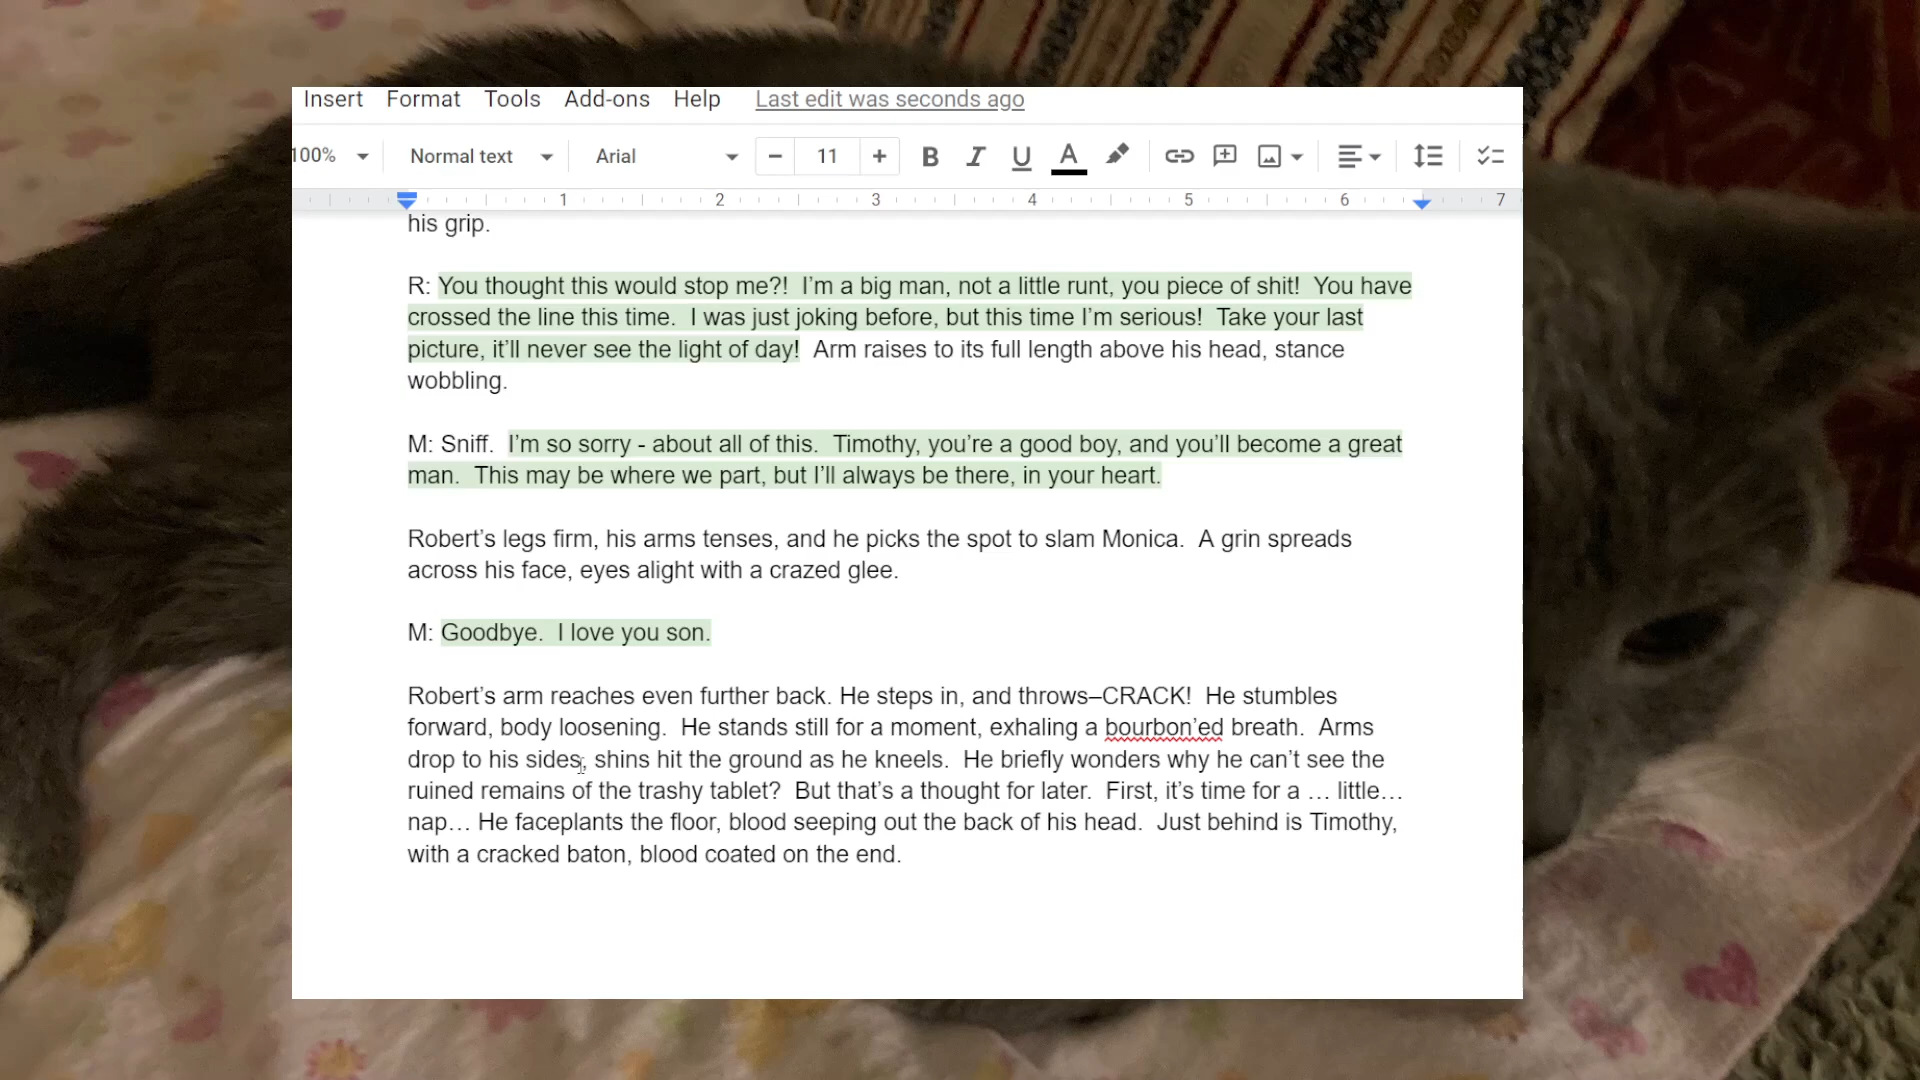 Insert Format Tools Add-ons Help Last edit was seconds ago
100% Normal text Arial 11 B I U A
1 2 3 4 5 6 7
his grip.
R: You thought this would stop me?! I’m a big man, not a little runt, you piece of shit! You have
crossed the line this time. I was just joking before, but this time I’m serious! Take your last
picture, it’ll never see the light of day! Arm raises to its full length above his head, stance
wobbling.
M: Sniff. I’m so sorry - about all of this. Timothy, you’re a good boy, and you’ll become a great
man. This may be where we part, but I’ll always be there, in your heart.
Robert’s legs firm, his arms tenses, and he picks the spot to slam Monica. A grin spreads
across his face, eyes alight with a crazed glee.
M: Goodbye. I love you son.
Robert’s arm reaches even further back. He steps in, and throws–CRACK! He stumbles
forward, body loosening. He stands still for a moment, exhaling a bourbon’ed breath. Arms
drop to his sides, shins hit the ground as he kneels. He briefly wonders why he can’t see the
ruined remains of the trashy tablet? But that’s a thought for later. First, it’s time for a … little…
nap… He faceplants the floor, blood seeping out the back of his head. Just behind is Timothy,
with a cracked baton, blood coated on the end.